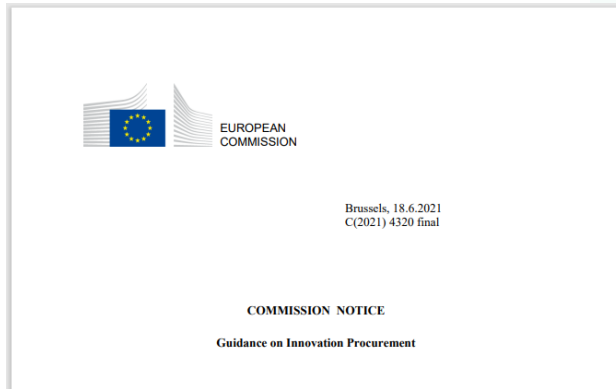 EUROPEAN
COMMISSION
Brussels, 18.6.2021
C(2021) 4320 final
COMMISSION NOTICE
Guidance on Innovation Procurement